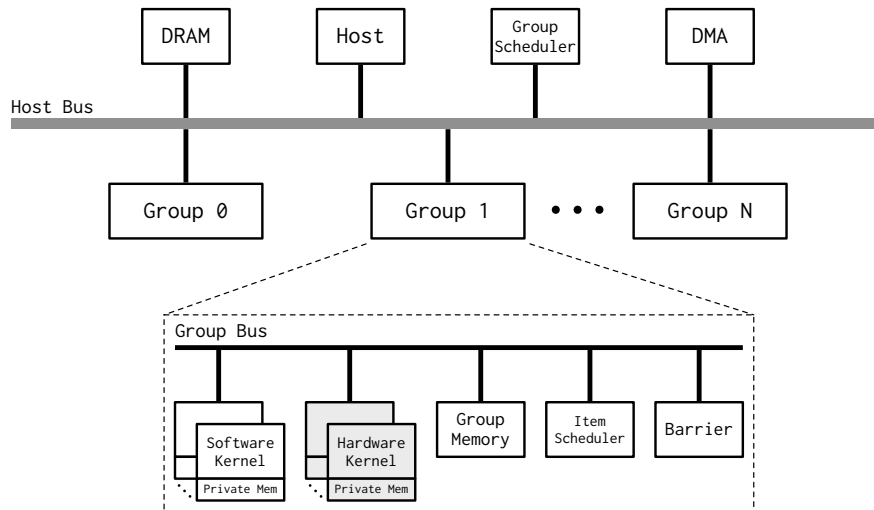 DRAM
Host
Group
Scheduler
DMA
Host Bus
Group 0
Group 1
• • •
Group N
Group Bus
Software
Kernel
Private Mem
Hardware
Kernel
Private Mem
Group
Memory
Item
Scheduler
Barrier